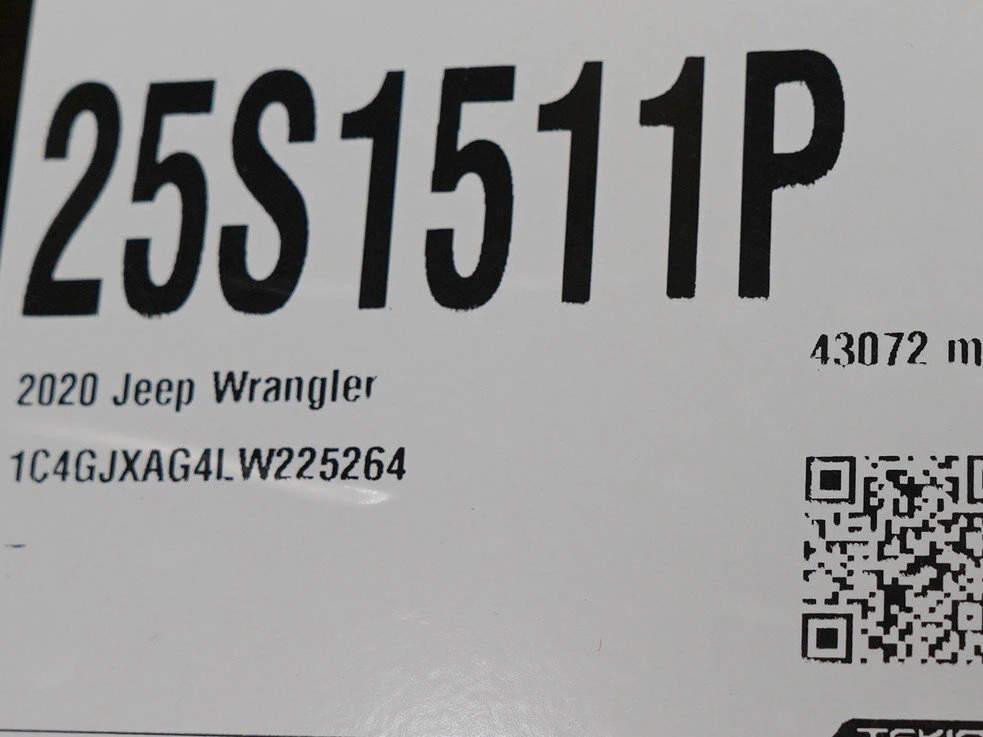 25S1511P
43072 m
2020 Jeep Wrangler
1C4GJXAG4LW225264